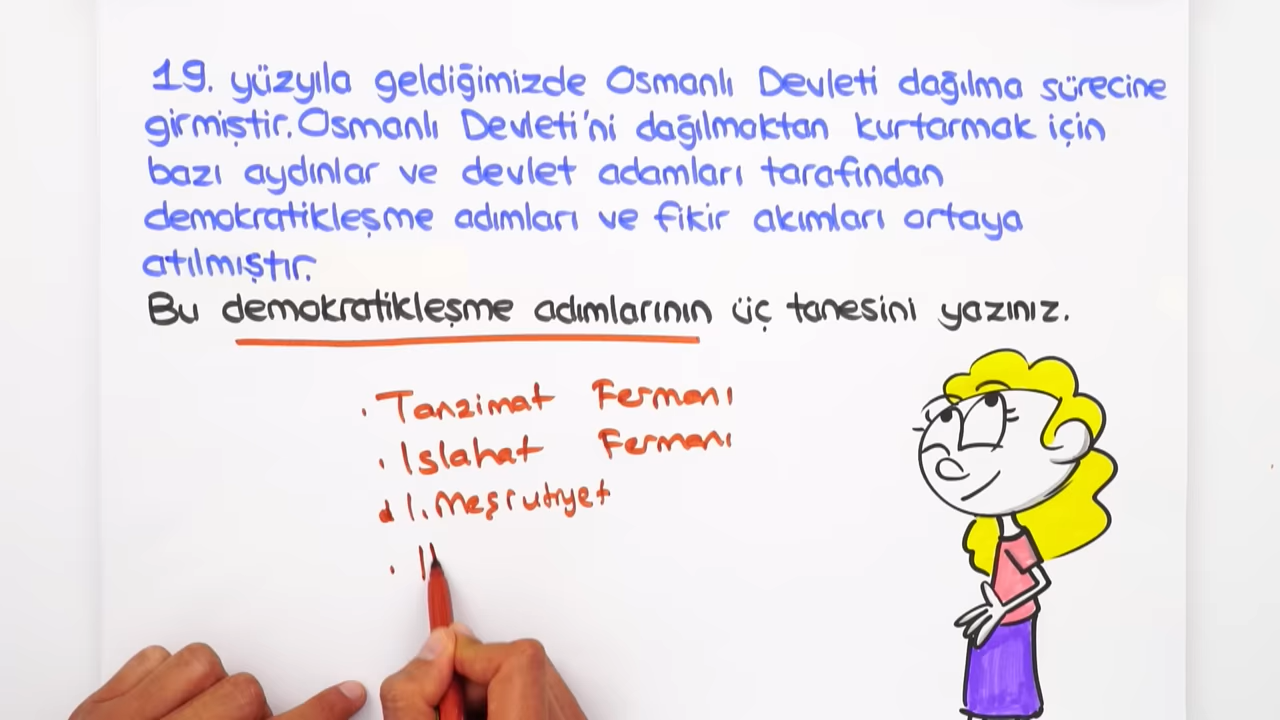 19. yüzyıla geldiğimizde Osmanlı Devleti dağılma sürecine
girmiştir. Osmanlı Devleti'ni dağılmaktan kurtarmak için
bazı aydınlar ve devlet adamları tarafından
demokratikleşme adımları ve fikir akımları ortaya
atılmıştır.
Bu demokratikleşme adımlarının üç tanesini yazınız.
. Tanzimat Fermanı
. Islahat Fermanı
. I. Meşrutiyet
. II